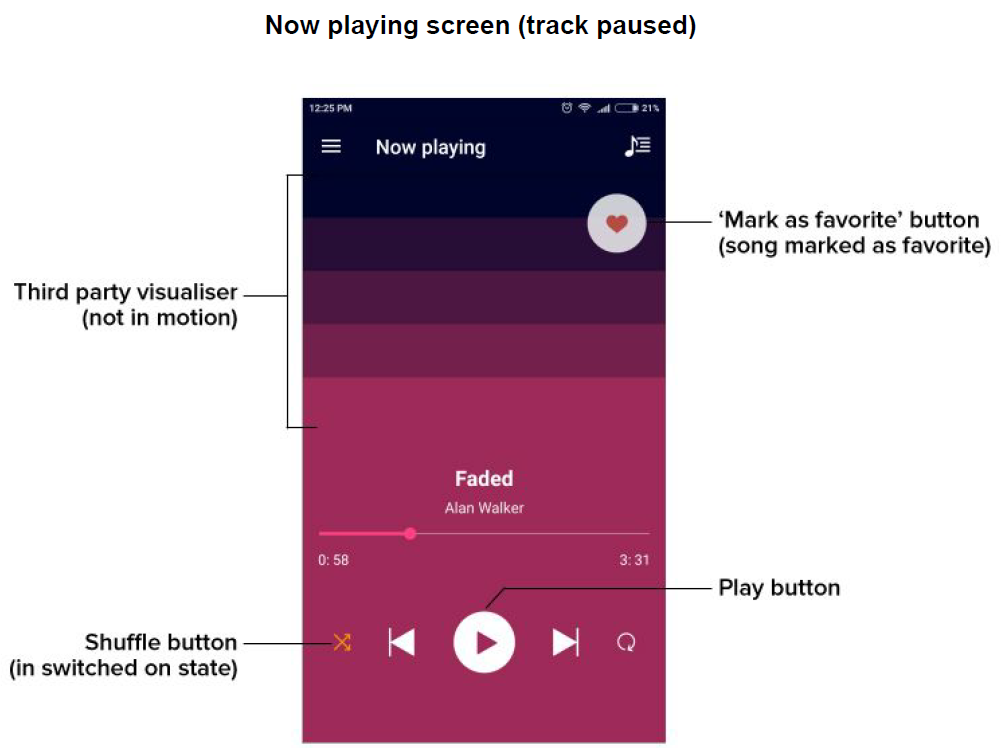 Now playing screen (track paused)
12:25 PM
21%
Now playing
‘Mark as favorite’ button
(song marked as favorite)
Third party visualiser
(not in motion)
Faded
Alan Walker
0: 58
3: 31
Play button
Shuffle button
(in switched on state)